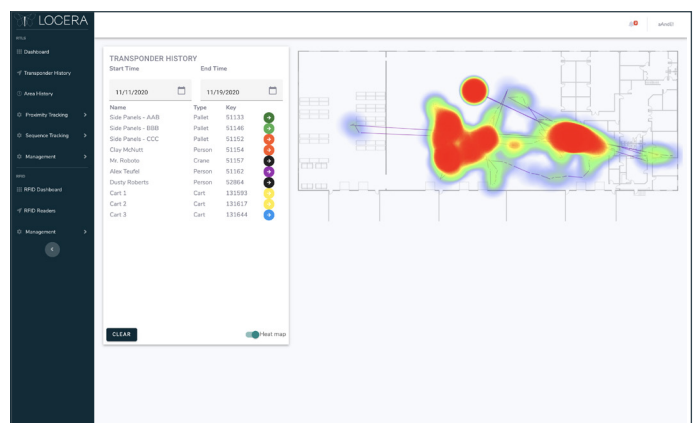 LOCERA
RTLS
Dashboard
Transponder History
Area History
Proximity Tracking
Sequence Tracking
Management
RFID
RFID Dashboard
RFID Readers
Management
TRANSPONDER HISTORY
Start Time End Time
11/11/2020 11/19/2020
Name Type Key
Side Panels - AAB Pallet 51133
Side Panels - BBB Pallet 51146
Side Panels - CCC Pallet 51152
Clay McNutt Person 51154
Mr. Roboto Crane 51157
Alex Teufel Person 51162
Dusty Roberts Person 52864
Cart 1 Cart 131593
Cart 2 Cart 131617
Cart 3 Cart 131644
CLEAR Heat map